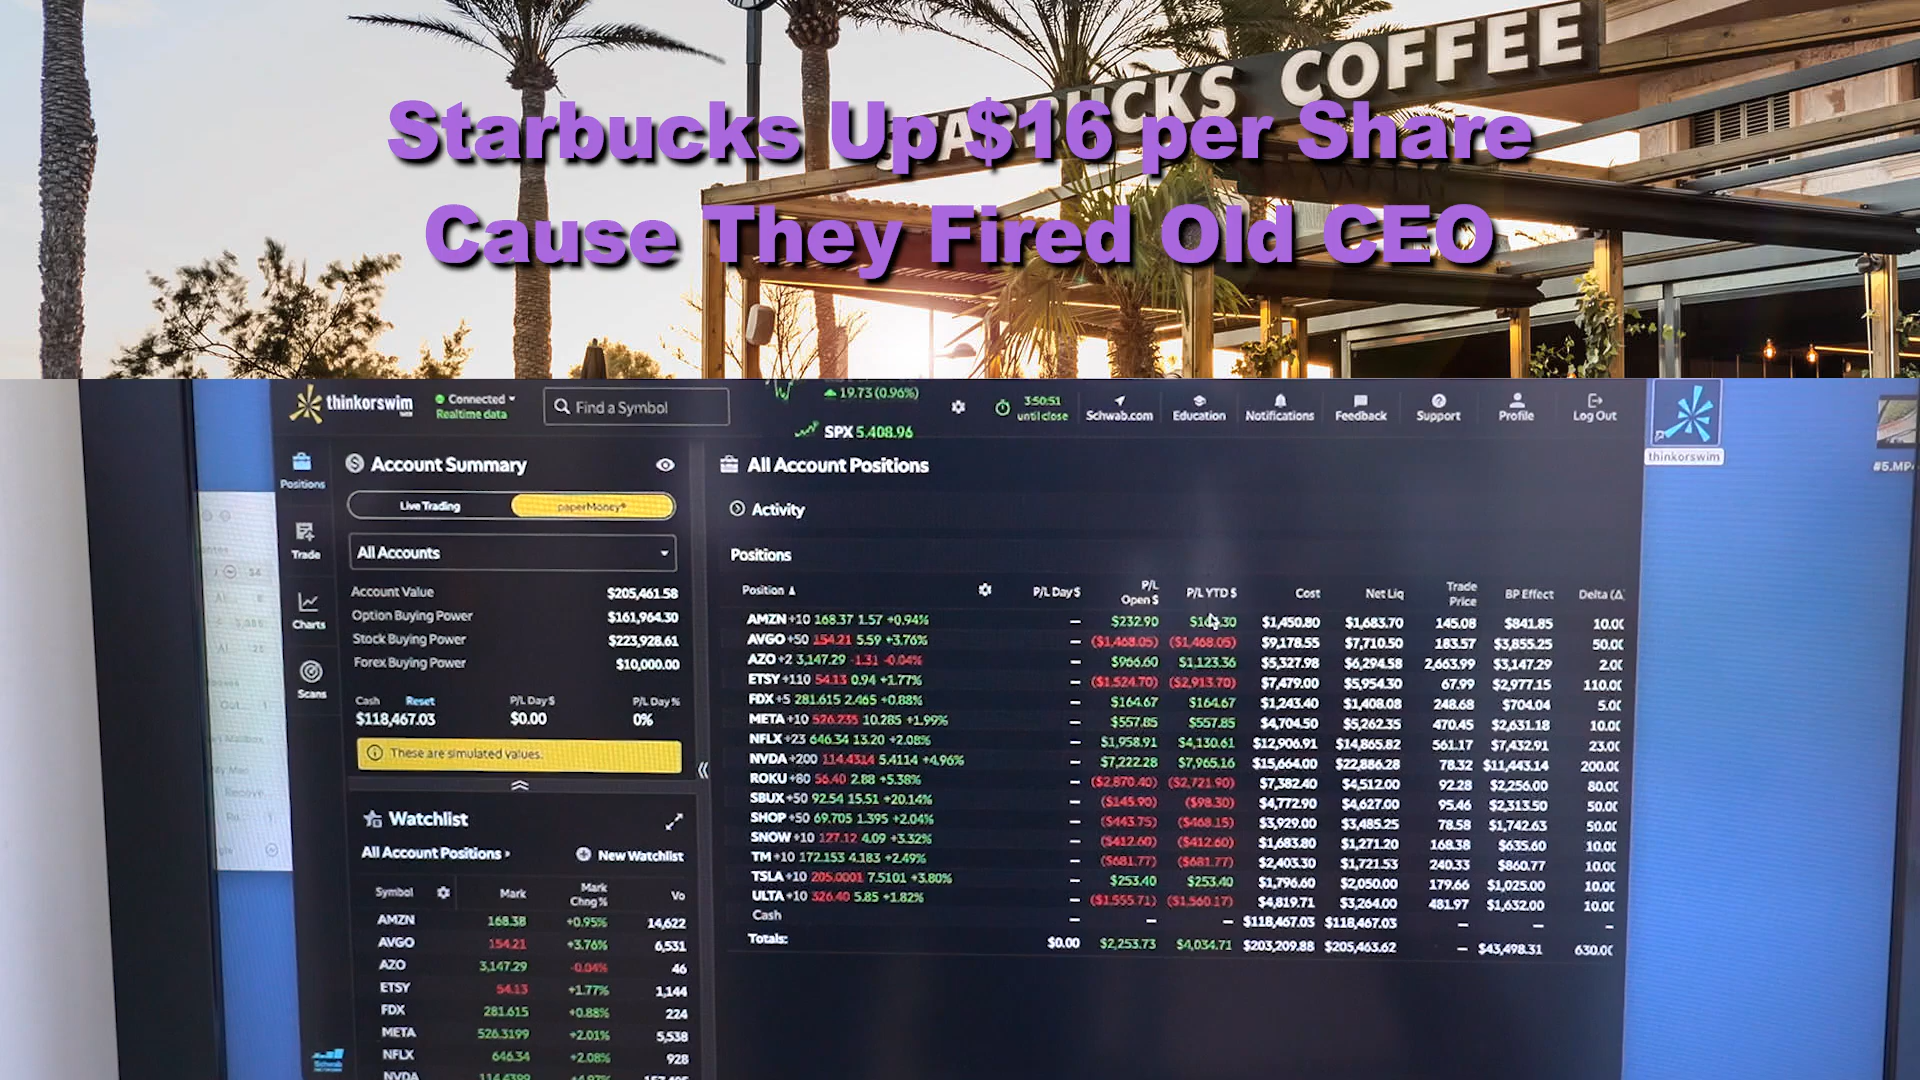 STARBUCKS COFFEE
Starbucks Up $16 per Share
Cause They Fired Old CEO
thinkorswim
Connected
Realtime data
Find a Symbol
19.73 (0.96%)
SPX 5,408.96
3:50:51
until close
Schwab.com
Education
Notifications
Feedback
Support
Profile
Log Out
thinkorswim
Positions
Trade
Charts
Scans
Account Summary
Live Trading paperMoney®
All Accounts
Account Value $205,461.58
Option Buying Power $161,964.30
Stock Buying Power $223,928.61
Forex Buying Power $10,000.00
Cash Reset P/L Day $ P/L Day %
$118,467.03 $0.00 0%
These are simulated values.
Watchlist
All Account Positions New Watchlist
Symbol Mark Mark Chng % Vo
AMZN 168.38 +0.95% 14,622
AVGO 154.21 +3.76% 6,531
AZO 3,147.29 -0.04% 46
ETSY 54.13 +1.77% 1,144
FDX 281.615 +0.88% 224
META 526.3199 +2.01% 5,538
NFLX 646.34 +2.08% 928
NVDA 114.4399
All Account Positions
Activity
Positions
Position P/L Day $ P/L Open $ P/L YTD $ Cost Net Liq Trade Price BP Effect Delta (Δ
AMZN +10 168.37 1.57 +0.94% — $232.90 $1,450.80 $1,683.70 145.08 $841.85 10.00
AVGO +50 154.21 5.59 +3.76% — ($1,468.05) ($1,468.05) $9,178.55 $7,710.50 183.57 $3,855.25 50.00
AZO +2 3,147.29 -1.31 -0.04% — $966.60 $1,123.36 $5,327.98 $6,294.58 2,663.99 $3,147.29 2.00
ETSY +110 54.13 0.94 +1.77% — ($1,524.70) ($2,913.70) $7,479.00 $5,954.30 67.99 $2,977.15 110.00
FDX +5 281.615 2.465 +0.88% — $164.67 $164.67 $1,243.40 $1,408.08 248.68 $704.04 5.00
META +10 526.235 10.285 +1.99% — $557.85 $557.85 $4,704.50 $5,262.35 470.45 $2,631.18 10.00
NFLX +23 646.34 13.20 +2.08% — $1,958.91 $4,130.61 $12,906.91 $14,865.82 561.17 $7,432.91 23.00
NVDA +200 114.4314 5.4114 +4.96% — $7,222.28 $7,965.16 $15,664.00 $22,886.28 78.32 $11,443.14 200.00
ROKU +80 56.40 2.88 +5.38% — ($2,870.40) ($2,721.90) $7,382.40 $4,512.00 92.28 $2,256.00 80.00
SBUX +50 92.54 15.51 +20.14% — ($145.90) ($98.30) $4,772.90 $4,627.00 95.46 $2,313.50 50.00
SHOP +50 69.705 1.395 +2.04% — ($443.75) ($468.15) $3,929.00 $3,485.25 78.58 $1,742.63 50.00
SNOW +10 127.12 4.09 +3.32% — ($412.60) ($412.60) $1,683.80 $1,271.20 168.38 $635.60 10.00
TM +10 172.153 4.183 +2.49% — ($681.77) ($681.77) $2,403.30 $1,721.53 240.33 $860.77 10.00
TSLA +10 205.0001 7.5101 +3.80% — $253.40 $253.40 $1,796.60 $2,050.00 179.66 $1,025.00 10.00
ULTA +10 326.40 5.85 +1.82% — ($1,555.71) ($1,560.17) $4,819.71 $3,264.00 481.97 $1,632.00 10.00
Cash — — — $118,467.03 $118,467.03 — — —
Totals: $0.00 $2,253.73 $4,034.71 $203,209.88 $205,463.62 — $43,498.31 630.00